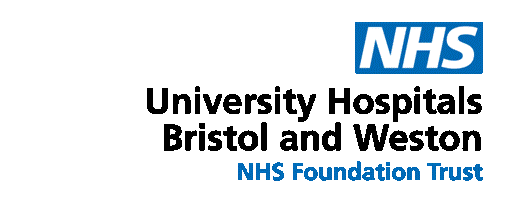 NHS
University Hospitals
Bristol and Weston
NHS Foundation Trust